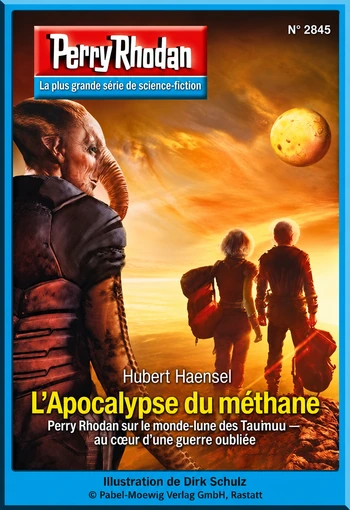 Perry Rhodan
N° 2845
La plus grande série de science-fiction
Hubert Haensel
L'Apocalypse du méthane
Perry Rhodan sur le monde-lune des Taumuu —
au cœur d'une guerre oubliée
Illustration de Dirk Schulz
© Pabel-Moewig Verlag GmbH, Rastatt